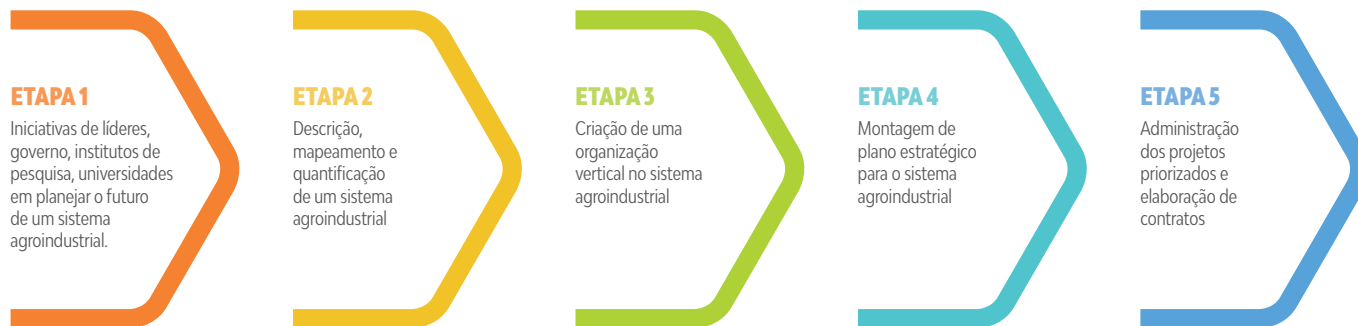 ETAPA 1
Iniciativas de líderes,
governo, institutos de
pesquisa, universidades
em planejar o futuro
de um sistema
agroindustrial.
ETAPA 2
Descrição,
mapeamento e
quantificação
de um sistema
agroindustrial
ETAPA 3
Criação de uma
organização
vertical no sistema
agroindustrial
ETAPA 4
Montagem de
plano estratégico
para o sistema
agroindustrial
ETAPA 5
Administração
dos projetos
priorizados e
elaboração de
contratos